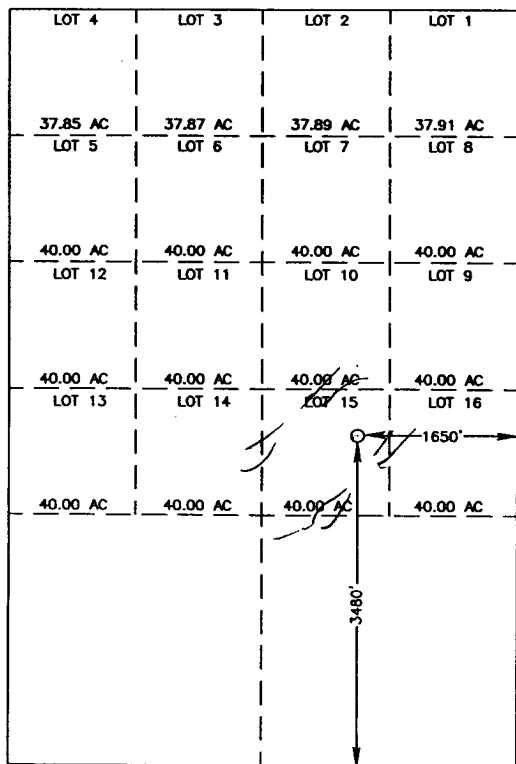 LOT 4 LOT 3 LOT 2 LOT 1
37.85 AC 37.87 AC 37.89 AC 37.91 AC
LOT 5 LOT 6 LOT 7 LOT 8
40.00 AC 40.00 AC 40.00 AC 40.00 AC
LOT 12 LOT 11 LOT 10 LOT 9
40.00 AC 40.00 AC 40.00 AC 40.00 AC
LOT 13 LOT 14 LOT 15 LOT 16
1650'
40.00 AC 40.00 AC 40.00 AC 40.00 AC
3480'